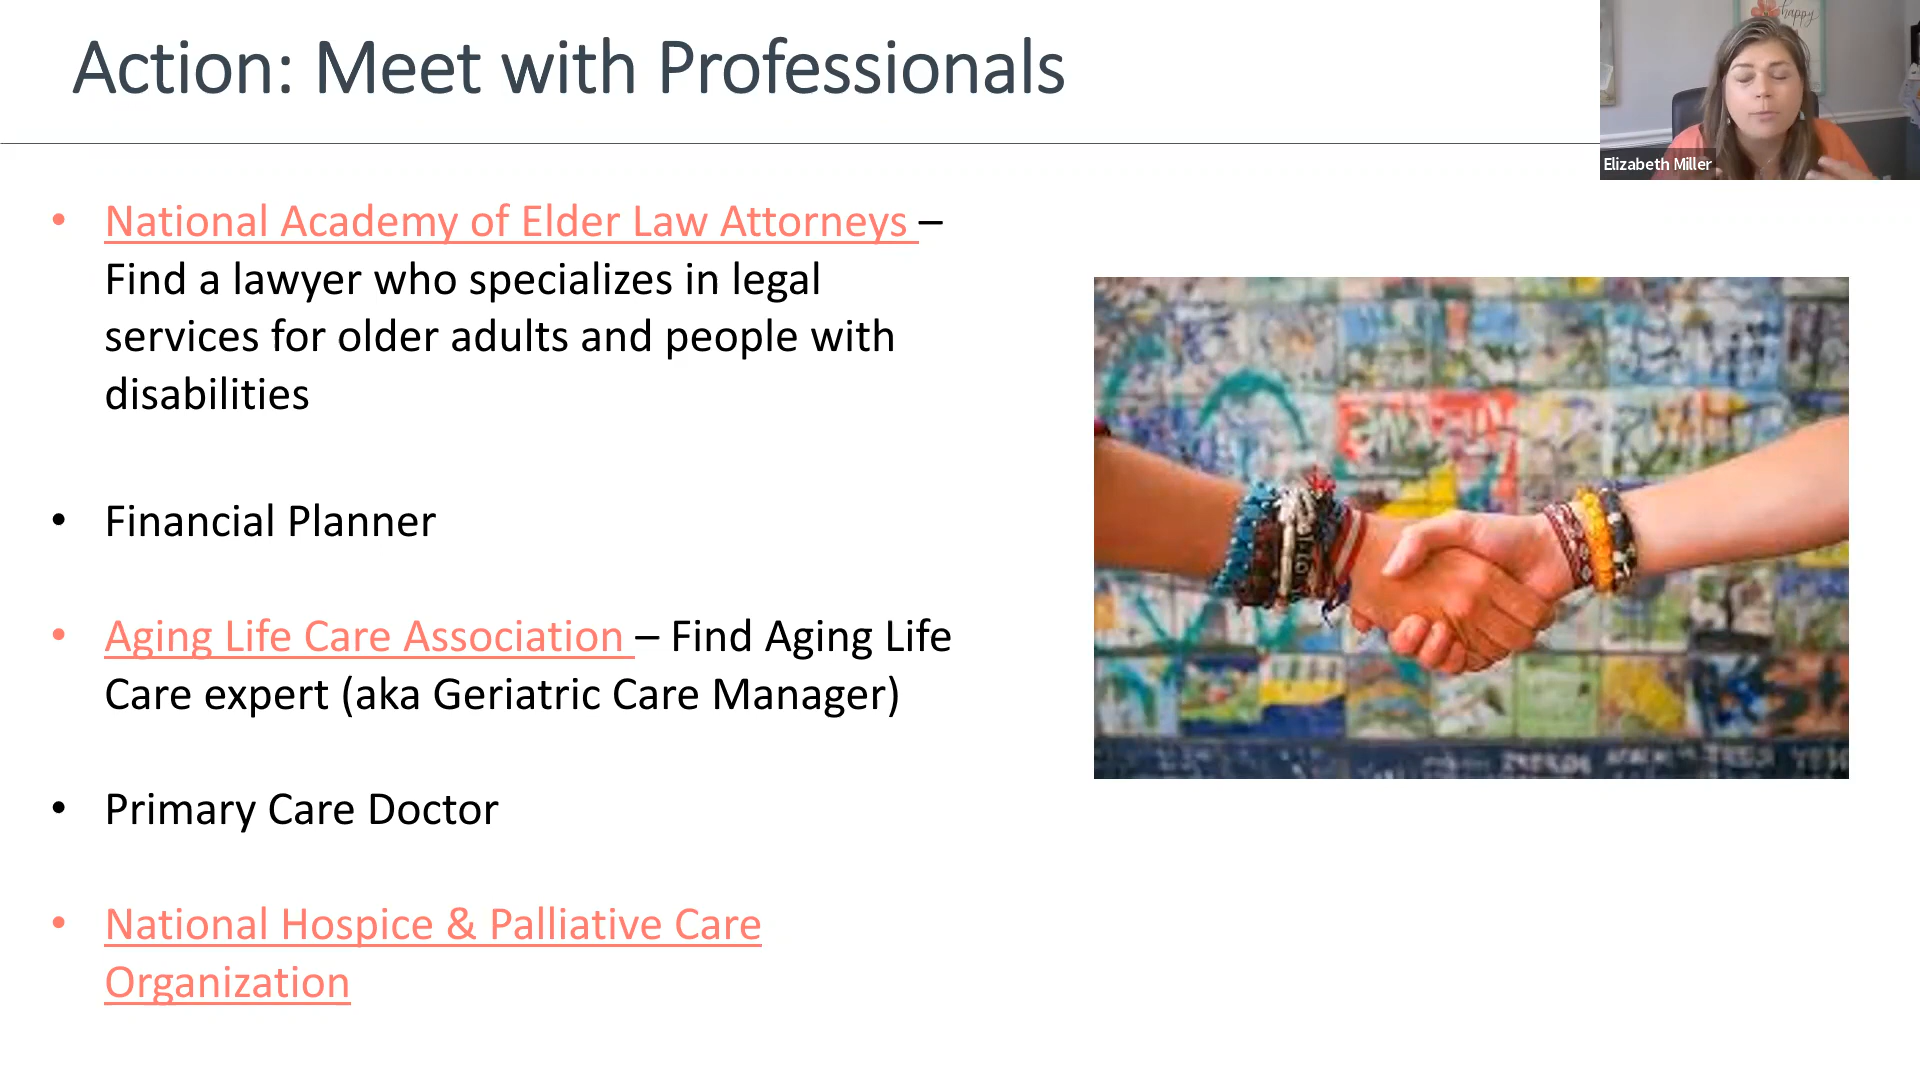 Action: Meet with Professionals
happy
Elizabeth Miller
• National Academy of Elder Law Attorneys –
Find a lawyer who specializes in legal
services for older adults and people with
disabilities
• Financial Planner
• Aging Life Care Association – Find Aging Life
Care expert (aka Geriatric Care Manager)
• Primary Care Doctor
• National Hospice & Palliative Care
Organization